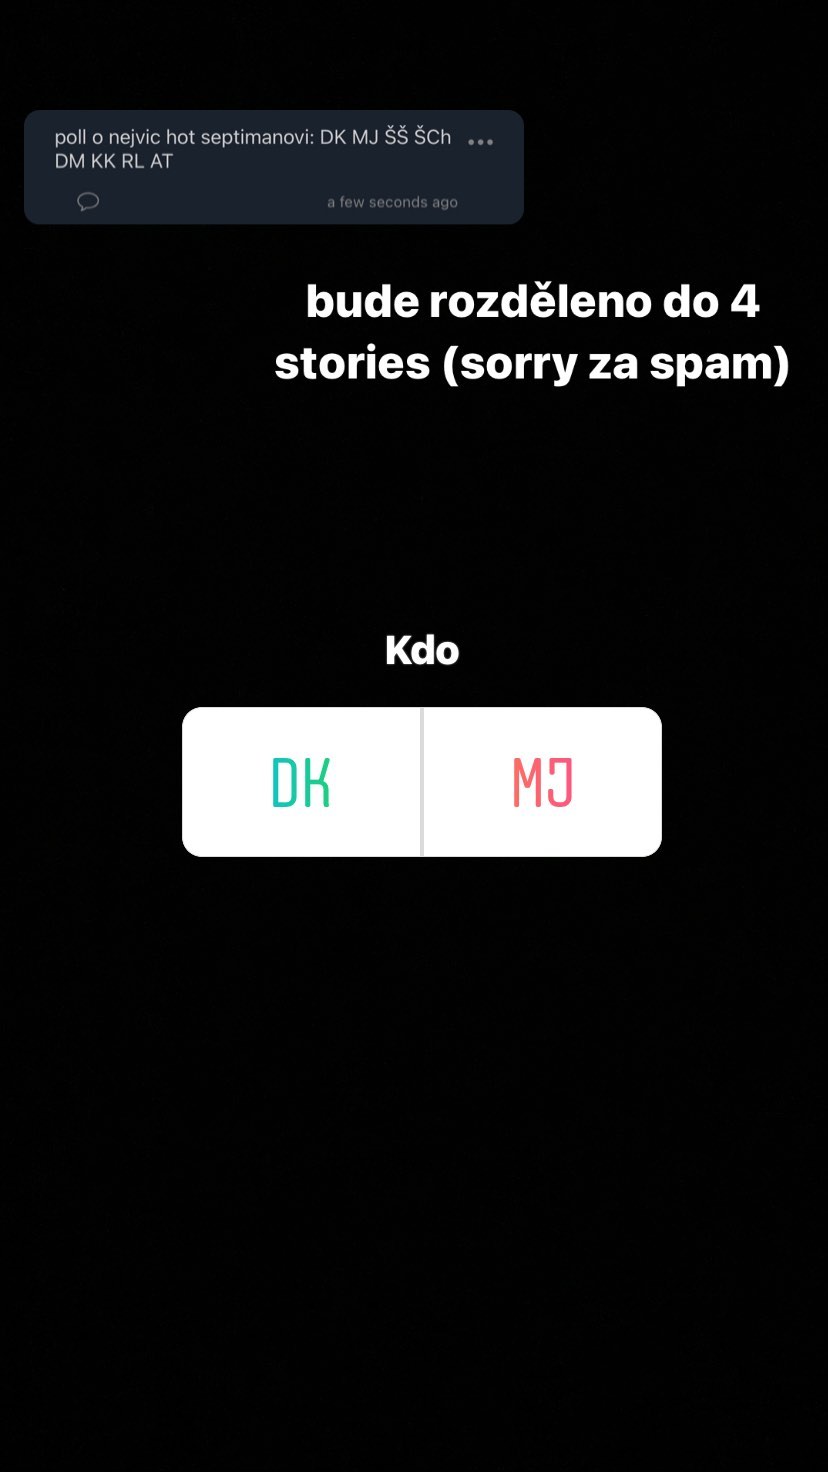 poll o nejvic hot septimanovi: DK MJ ŠŠ ŠCh
DM KK RL AT
a few seconds ago
bude rozděleno do 4
stories (sorry za spam)
Kdo
DK MJ